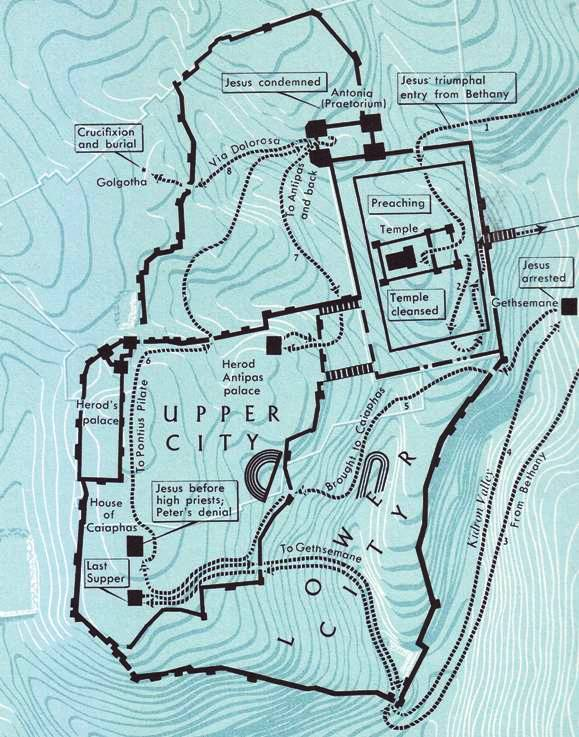 Jesus condemned
Antonia
(Praetorium)
Jesus' triumphal
entry from Bethany
1
Crucifixion
and burial
Golgotha
Via Dolorosa
8
To Antipas
and back
7
Preaching
Temple
Temple
cleansed
2
Jesus
arrested
Gethsemane
6
To Pontius Pilate
Herod
Antipas
palace
Herod's
palace
UPPER
CITY
Brought to Caiaphas
5
Jesus before
high priests;
Peter's denial
House
of
Caiaphas
Last
Supper
To Gethsemane
LOWER
CITY
Kidron Valley
4
From Bethany
3